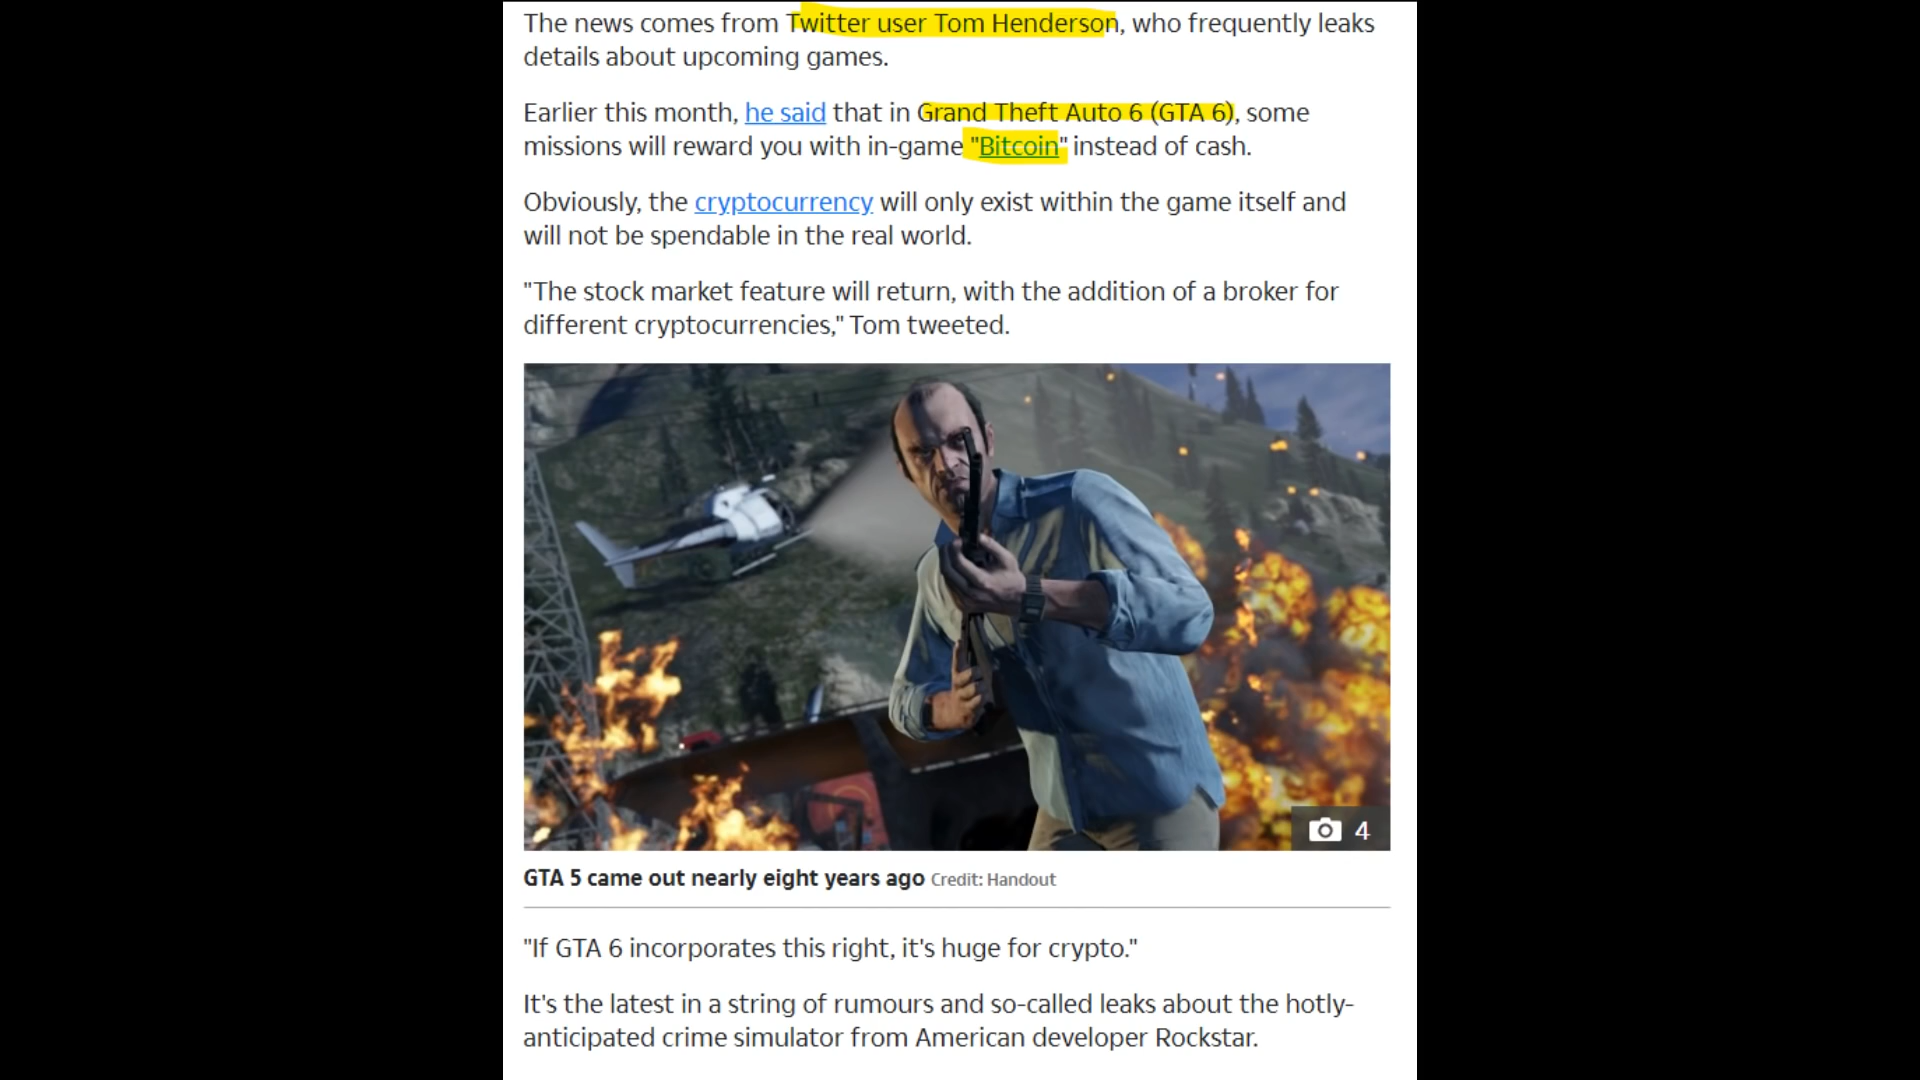 The news comes from Twitter user Tom Henderson, who frequently leaks
details about upcoming games.
Earlier this month, he said that in Grand Theft Auto 6 (GTA 6), some
missions will reward you with in-game "Bitcoin" instead of cash.
Obviously, the cryptocurrency will only exist within the game itself and
will not be spendable in the real world.
"The stock market feature will return, with the addition of a broker for
different cryptocurrencies," Tom tweeted.
4
GTA 5 came out nearly eight years ago Credit: Handout
"If GTA 6 incorporates this right, it's huge for crypto."
It's the latest in a string of rumours and so-called leaks about the hotly-
anticipated crime simulator from American developer Rockstar.